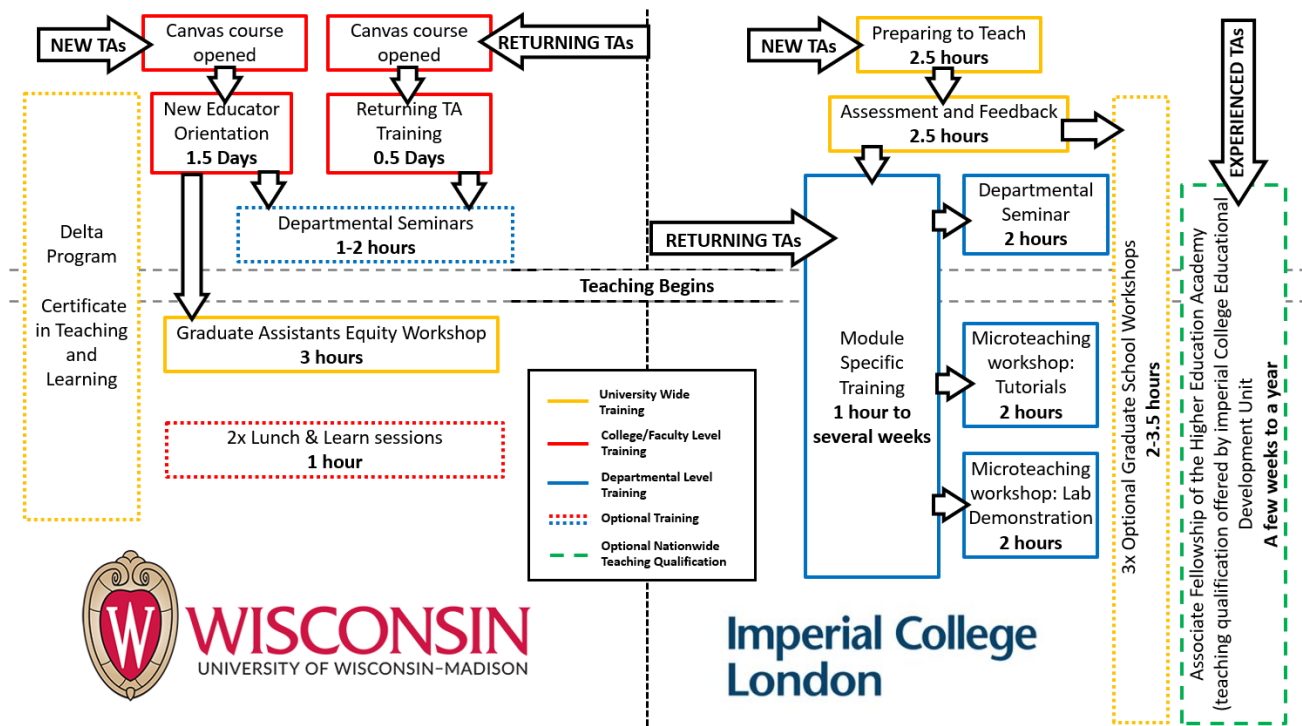 NEW TAs
Canvas course
opened
Canvas course
opened
RETURNING TAs
New Educator
Orientation
1.5 Days
Returning TA
Training
0.5 Days
Departmental Seminars
1-2 hours
Delta
Program
Certificate
in Teaching
and
Learning
Graduate Assistants Equity Workshop
3 hours
2x Lunch & Learn sessions
1 hour
Teaching Begins
University Wide
Training
College/Faculty Level
Training
Departmental Level
Training
Optional Training
Optional Nationwide
Teaching Qualification
W
WISCONSIN
UNIVERSITY OF WISCONSIN–MADISON
NEW TAs
Preparing to Teach
2.5 hours
Assessment and Feedback
2.5 hours
RETURNING TAs
Module
Specific
Training
1 hour to
several weeks
Departmental
Seminar
2 hours
Microteaching
workshop:
Tutorials
2 hours
Microteaching
workshop: Lab
Demonstration
2 hours
3x Optional Graduate School Workshops
2-3.5 hours
EXPERIENCED TAs
Associate Fellowship of the Higher Education Academy
(teaching qualification offered by imperial College Educational
Development Unit
A few weeks to a year
Imperial College
London